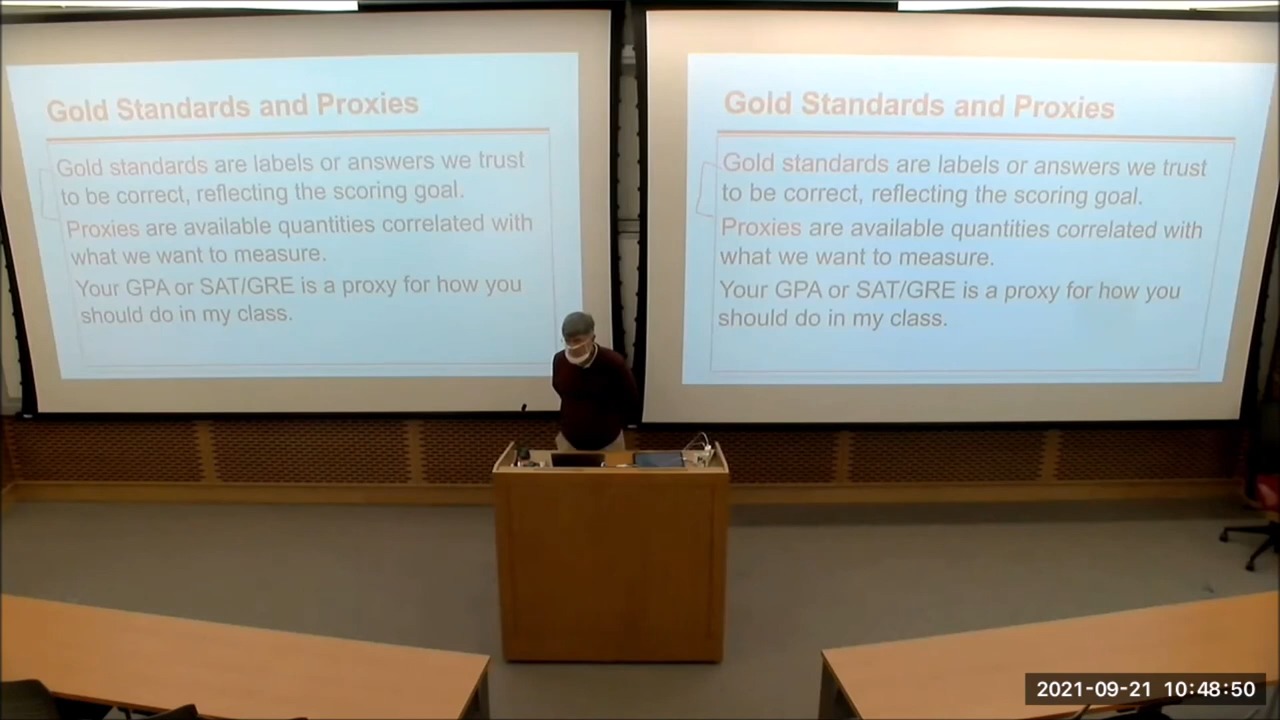 Gold Standards and Proxies
Gold standards are labels or answers we trust
to be correct, reflecting the scoring goal.
Proxies are available quantities correlated with
what we want to measure.
Your GPA or SAT/GRE is a proxy for how you
should do in my class.
Gold Standards and Proxies
Gold standards are labels or answers we trust
to be correct, reflecting the scoring goal.
Proxies are available quantities correlated with
what we want to measure.
Your GPA or SAT/GRE is a proxy for how you
should do in my class.
2021-09-21 10:48:50